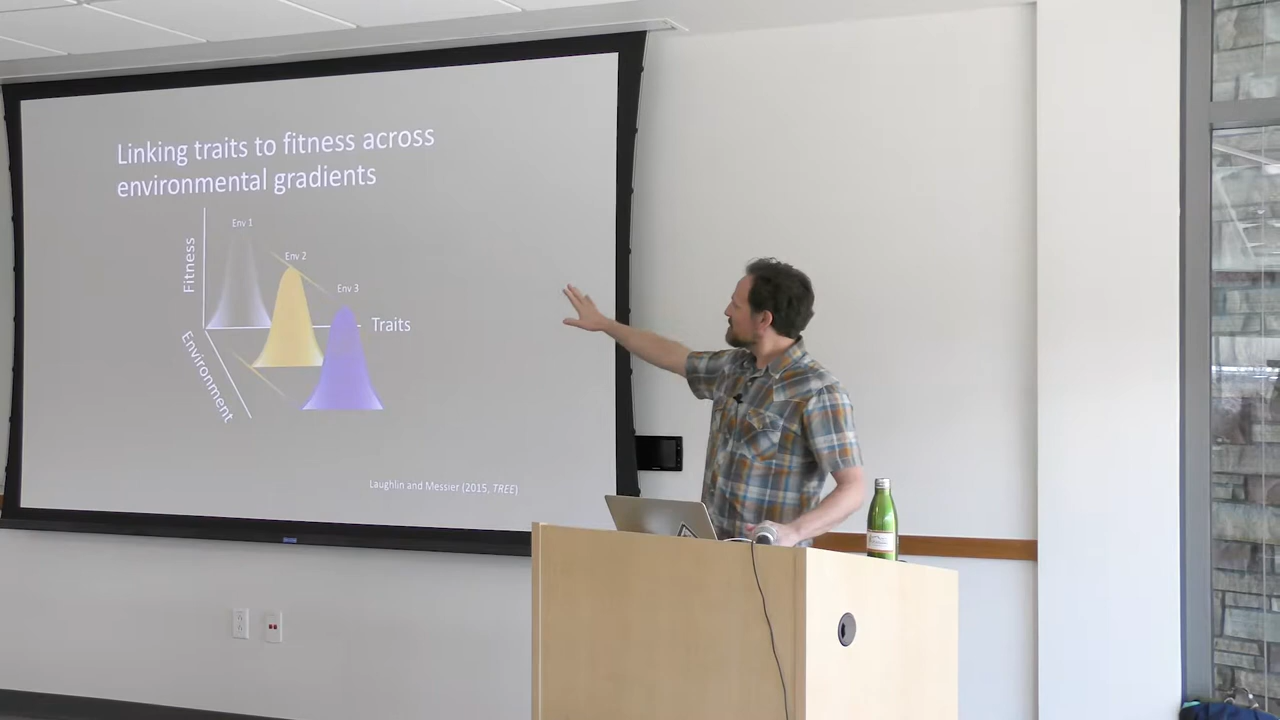 Linking traits to fitness across
environmental gradients
Env 1
Env 2
Env 3
Fitness
Traits
Environment
Laughlin and Messier (2015, TREE)